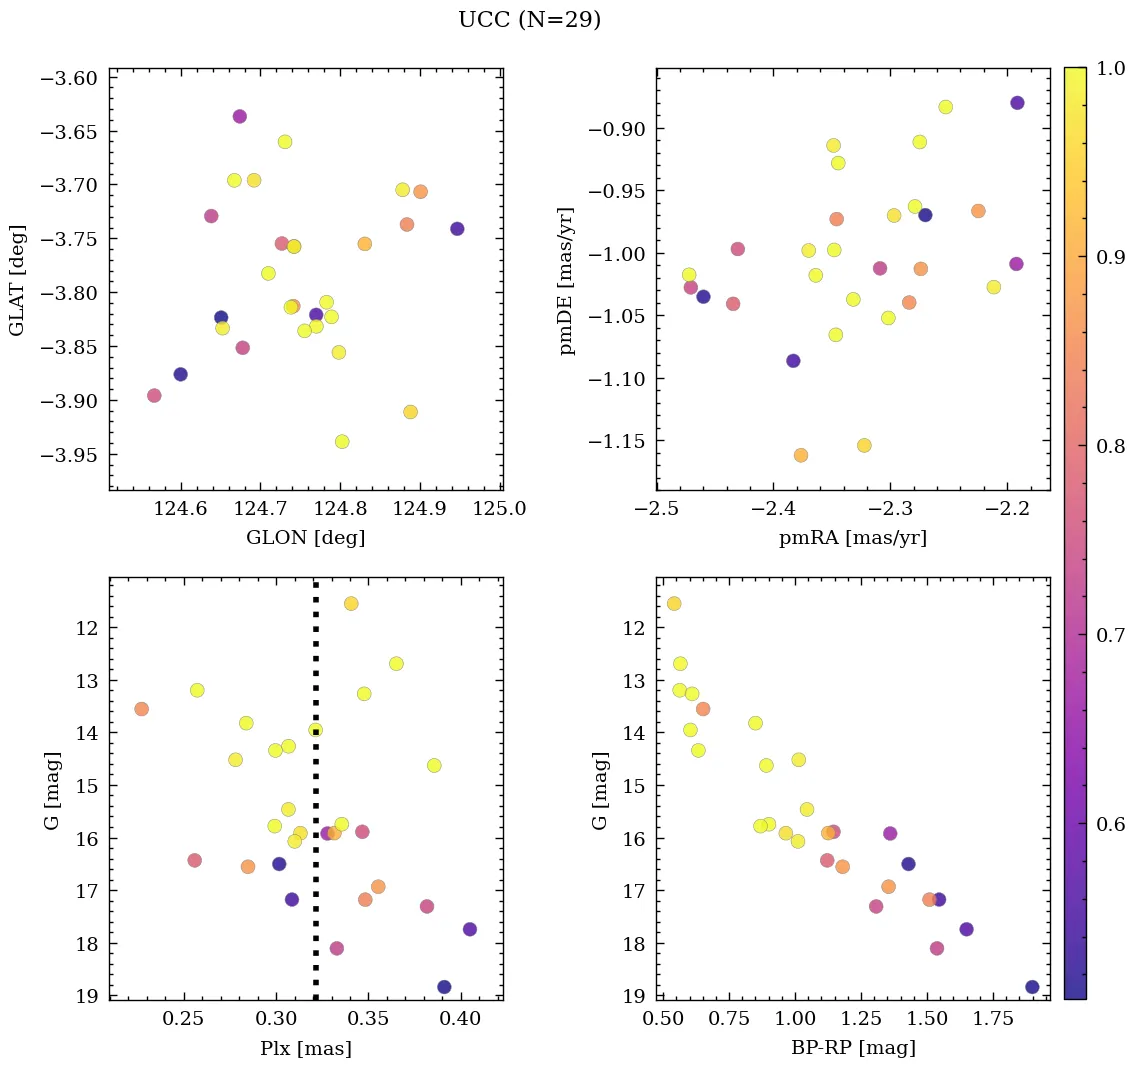 UCC (N=29)
−3.60
−3.65
−3.70
−3.75
−3.80
−3.85
−3.90
−3.95
GLAT [deg]
124.6 124.7 124.8 124.9 125.0
GLON [deg]
−0.90
−0.95
−1.00
−1.05
−1.10
−1.15
pmDE [mas/yr]
−2.5 −2.4 −2.3 −2.2
pmRA [mas/yr]
1.0
0.9
0.8
0.7
0.6
12
13
14
15
16
17
18
19
G [mag]
0.25 0.30 0.35 0.40
Plx [mas]
12
13
14
15
16
17
18
19
G [mag]
0.50 0.75 1.00 1.25 1.50 1.75
BP-RP [mag]